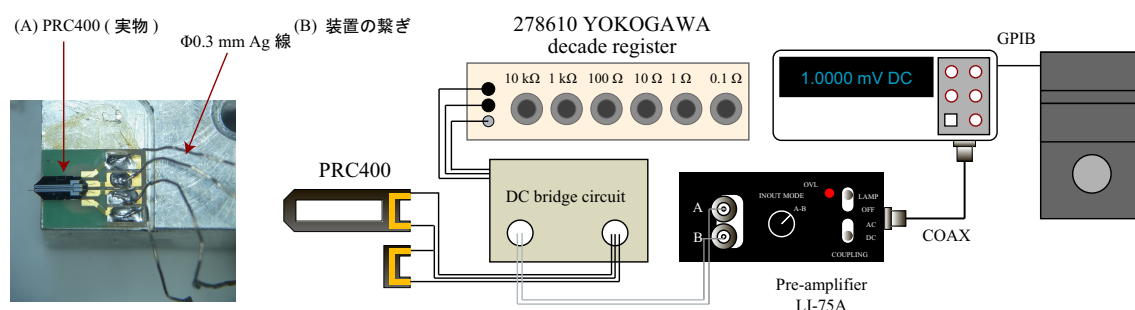 (A) PRC400 ( 実物 )
Φ0.3 mm Ag 線
(B) 装置の繋ぎ
278610 YOKOGAWA
decade register
10 kΩ 1 kΩ 100 Ω 10 Ω 1 Ω 0.1 Ω
GPIB
1.0000 mV DC
PRC400
DC bridge circuit
OVL
INOUT MODE
A-B
LAMP
OFF
AC
DC
COUPLING
A
B
COAX
Pre-amplifier
LI-75A